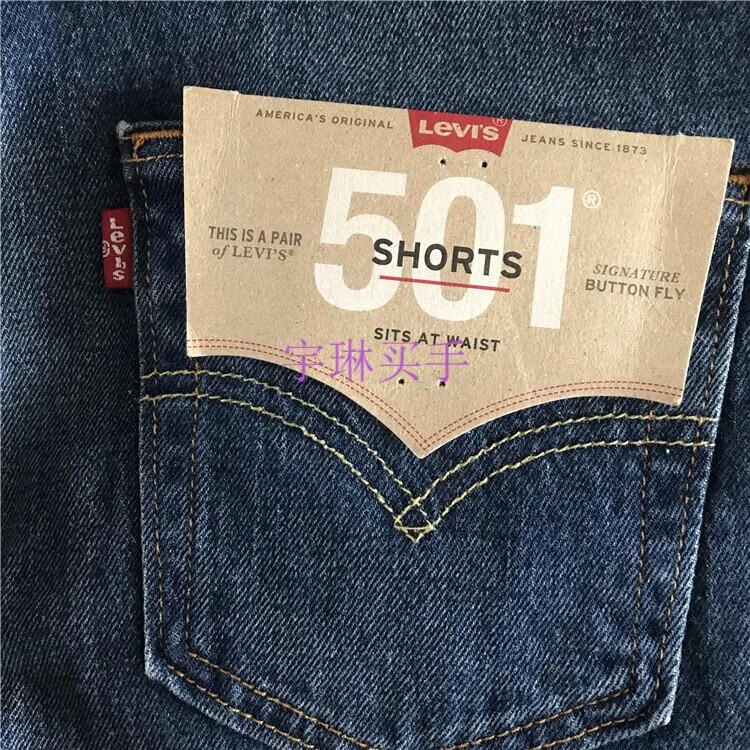 AMERICA'S ORIGINAL
LEVI'S®
JEANS SINCE 1873
501®
THIS IS A PAIR
of LEVI'S®
SHORTS
SIGNATURE
BUTTON FLY
SITS AT WAIST
宇琳买手
Levi's
®